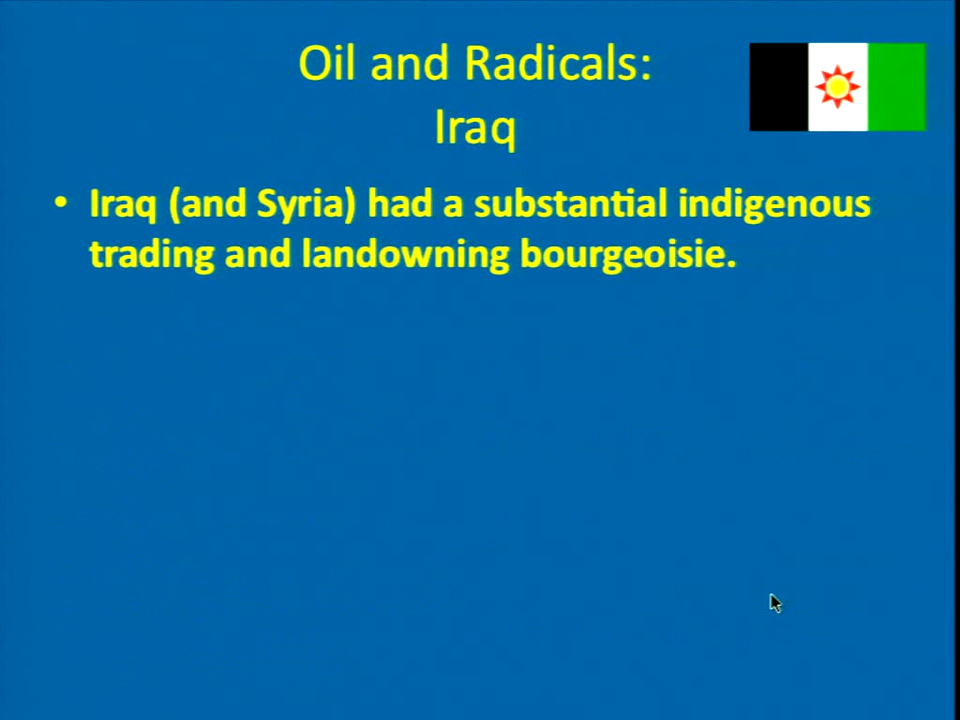 Oil and Radicals:
Iraq
• Iraq (and Syria) had a substantial indigenous
trading and landowning bourgeoisie.